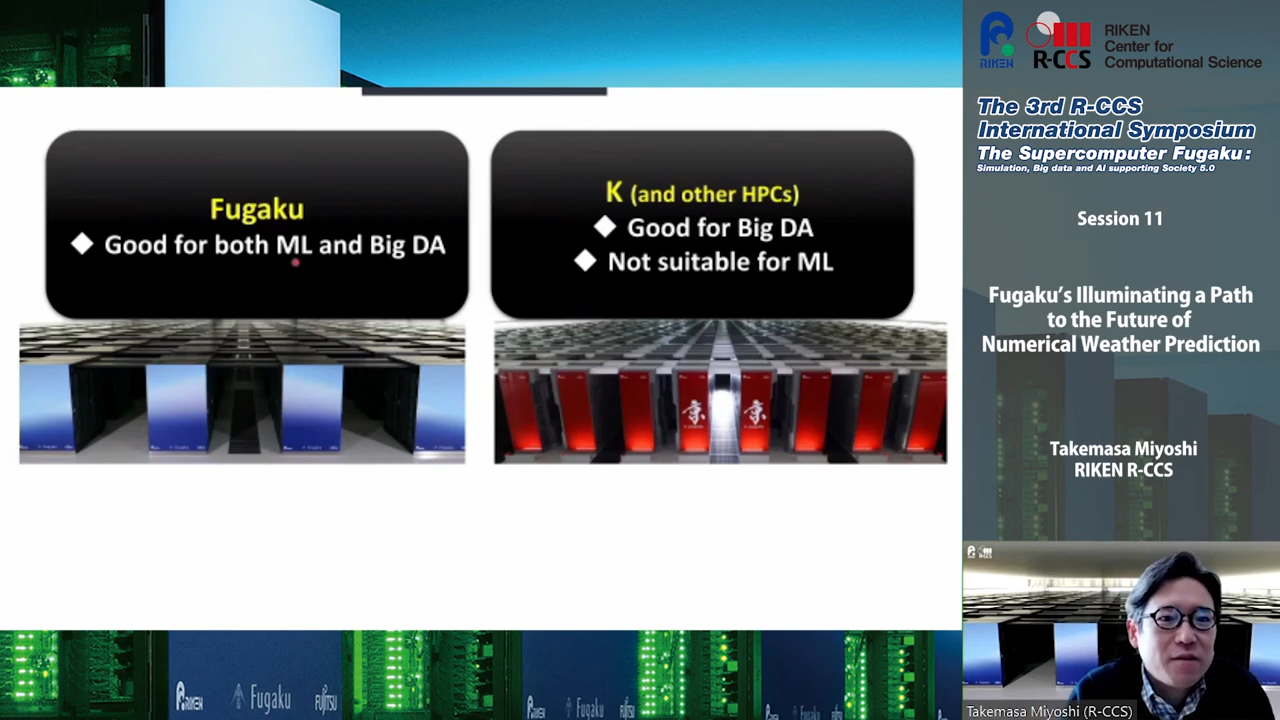 Fugaku
◆ Good for both ML and Big DA
K (and other HPCs)
◆ Good for Big DA
◆ Not suitable for ML
京
京
RIKEN
Fugaku
FUJITSU
Fugaku
RIKEN
R-CCS
RIKEN
Center for
Computational Science
The 3rd R-CCS
International Symposium
The Supercomputer Fugaku:
Simulation, Big data and AI supporting Society 5.0
Session 11
Fugaku's Illuminating a Path
to the Future of
Numerical Weather Prediction
Takemasa Miyoshi
RIKEN R-CCS
Takemasa Miyoshi (R-CCS)